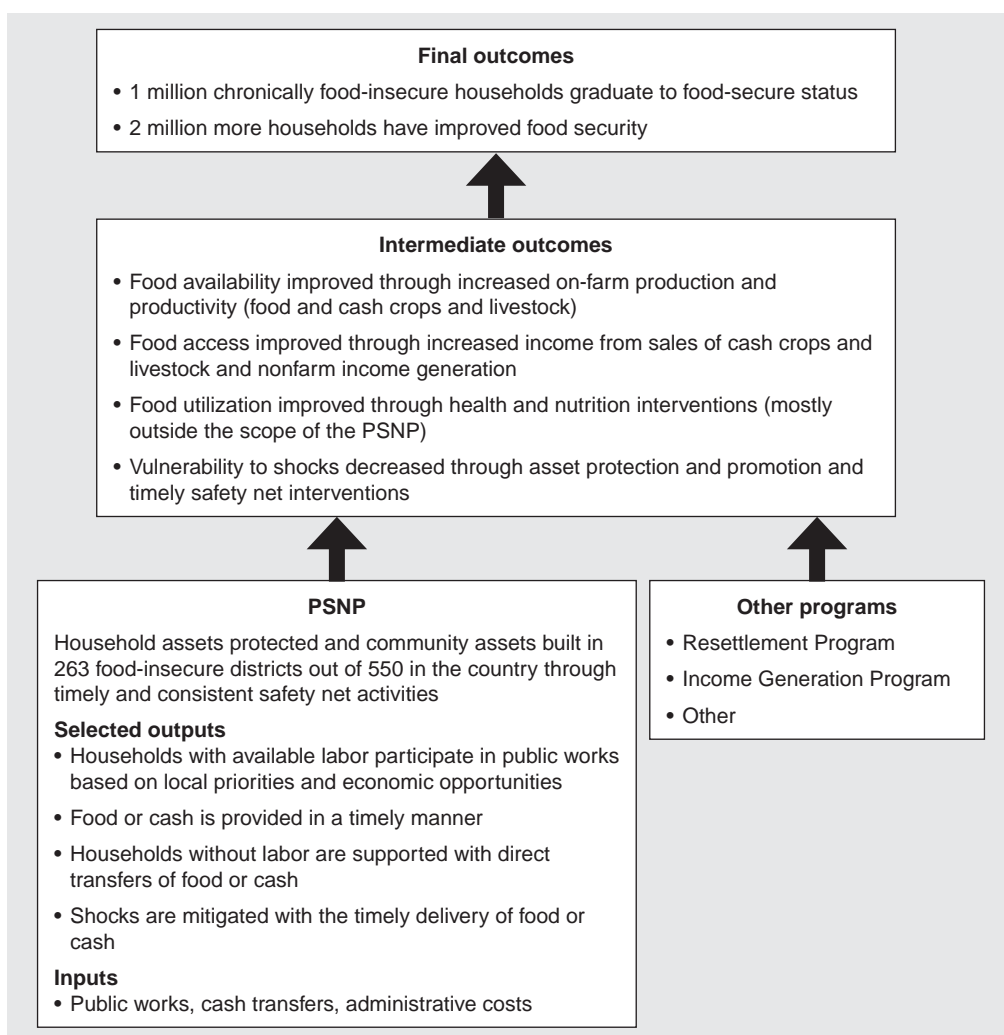 Final outcomes
• 1 million chronically food-insecure households graduate to food-secure status
• 2 million more households have improved food security
Intermediate outcomes
• Food availability improved through increased on-farm production and
productivity (food and cash crops and livestock)
• Food access improved through increased income from sales of cash crops and
livestock and nonfarm income generation
• Food utilization improved through health and nutrition interventions (mostly
outside the scope of the PSNP)
• Vulnerability to shocks decreased through asset protection and promotion and
timely safety net interventions
PSNP
Household assets protected and community assets built in
263 food-insecure districts out of 550 in the country through
timely and consistent safety net activities
Selected outputs
• Households with available labor participate in public works
based on local priorities and economic opportunities
• Food or cash is provided in a timely manner
• Households without labor are supported with direct
transfers of food or cash
• Shocks are mitigated with the timely delivery of food or
cash
Inputs
• Public works, cash transfers, administrative costs
Other programs
• Resettlement Program
• Income Generation Program
• Other